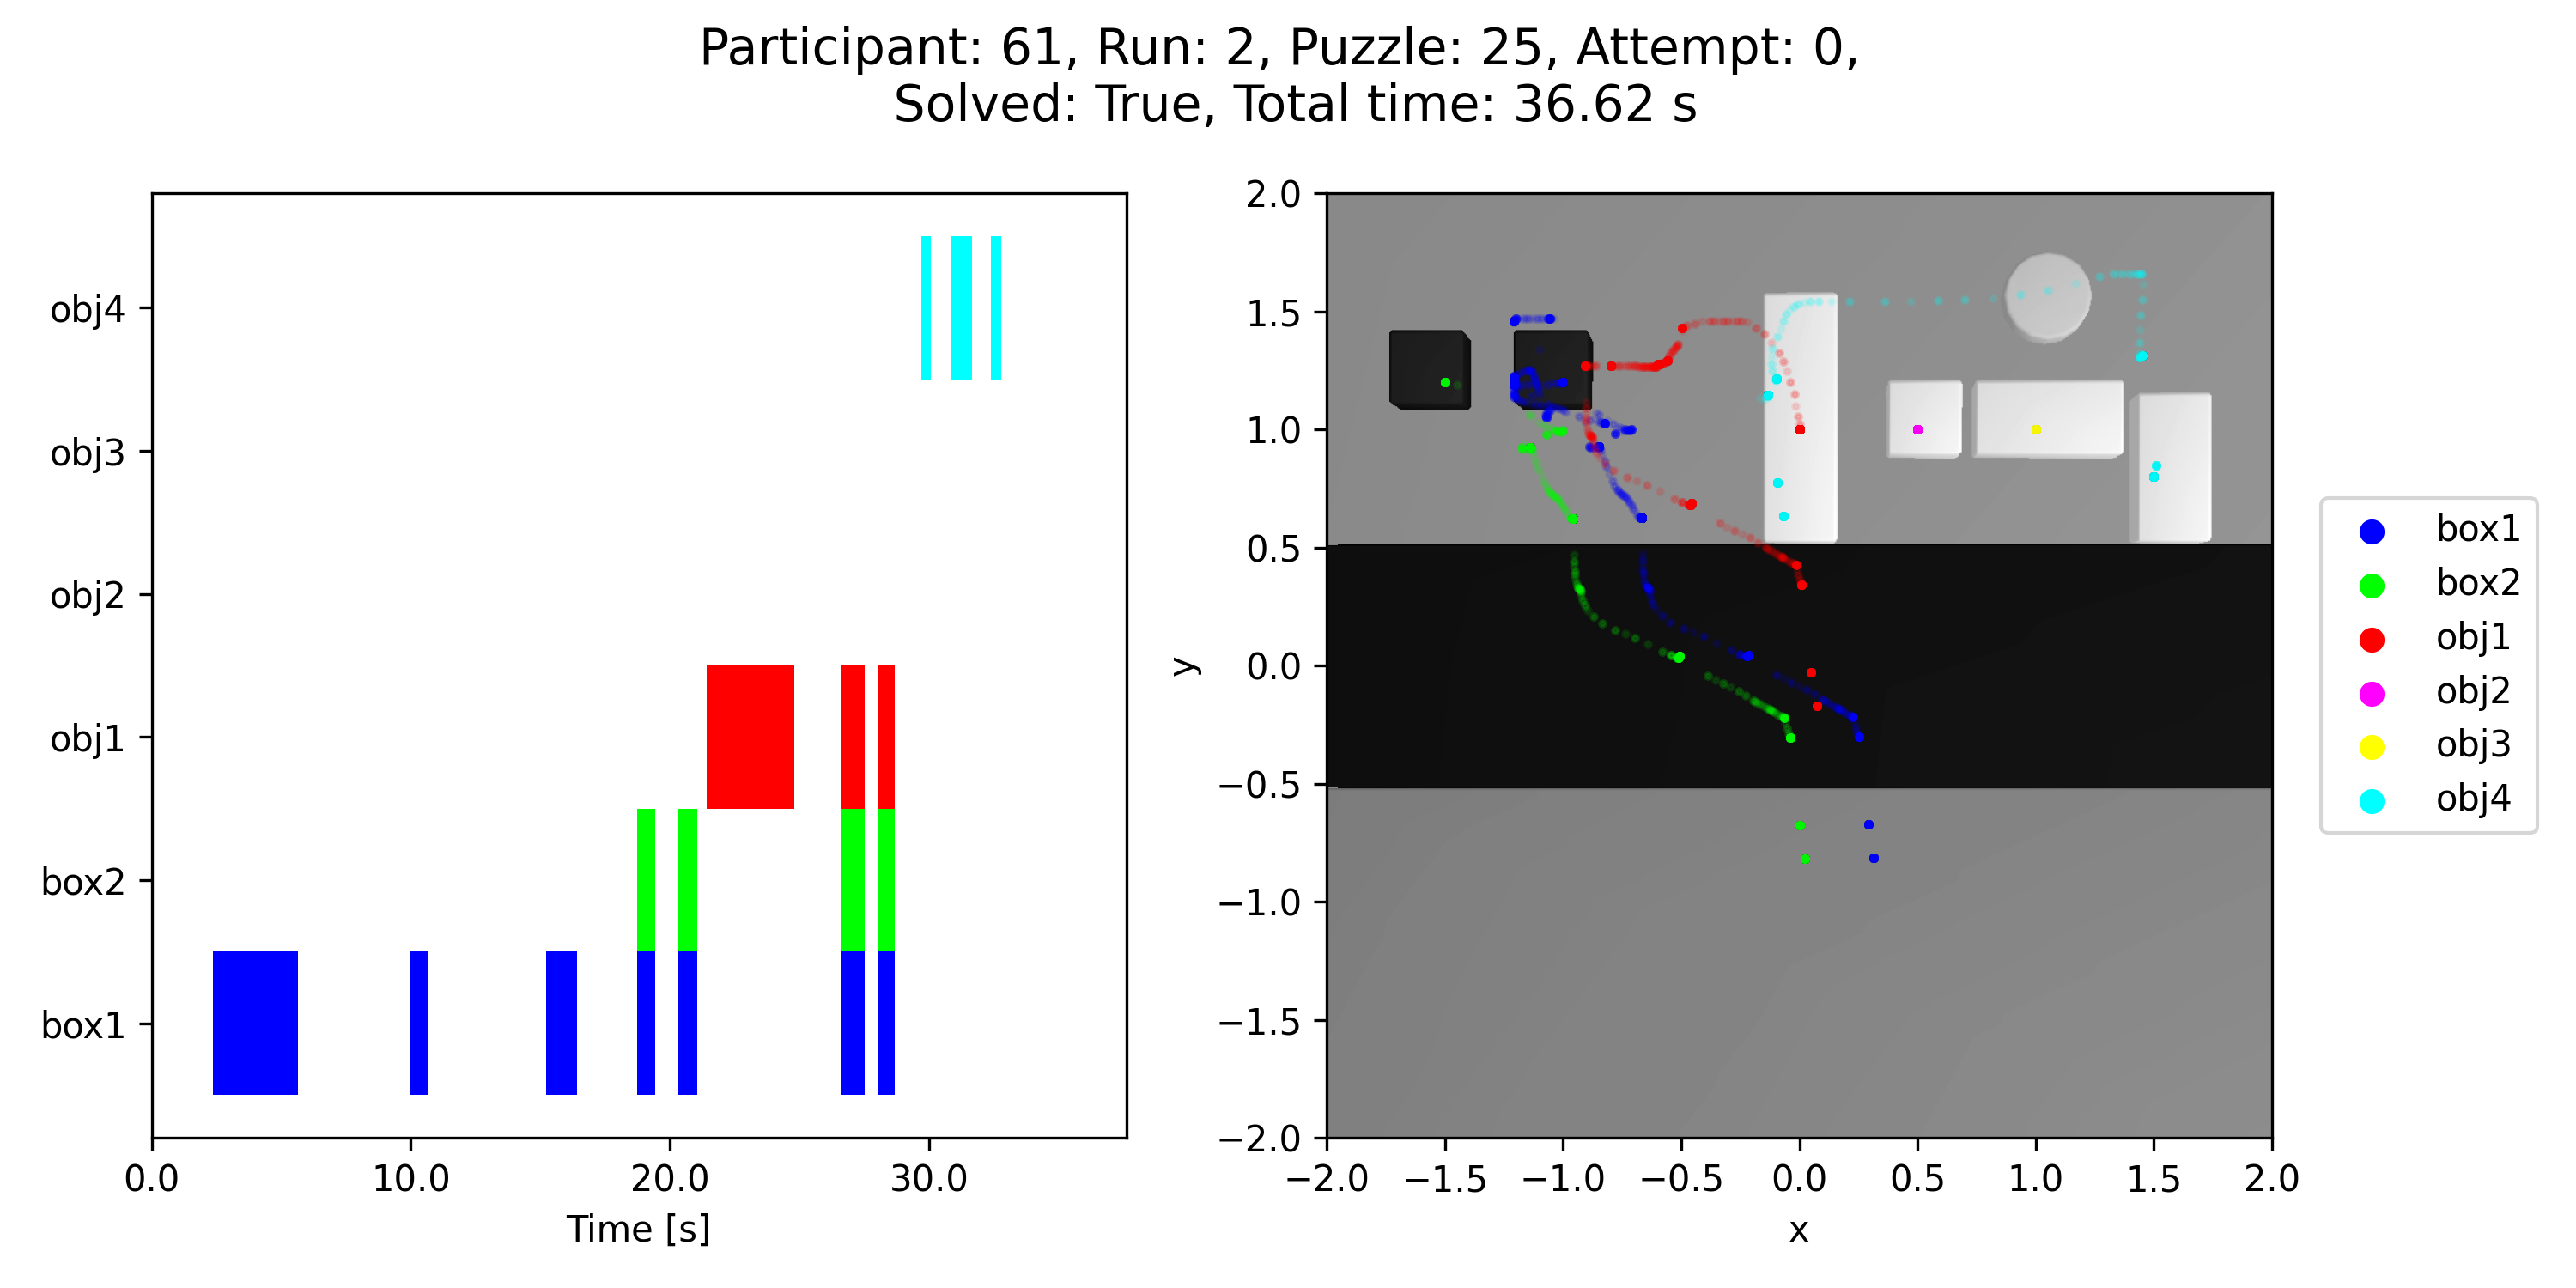 Participant: 61, Run: 2, Puzzle: 25, Attempt: 0,
Solved: True, Total time: 36.62 s
obj4
obj3
obj2
obj1
box2
box1
0.0 10.0 20.0 30.0
Time [s]
2.0
1.5
1.0
0.5
0.0
−0.5
−1.0
−1.5
−2.0
y
−2.0 −1.5 −1.0 −0.5 0.0 0.5 1.0 1.5 2.0
x
box1
box2
obj1
obj2
obj3
obj4